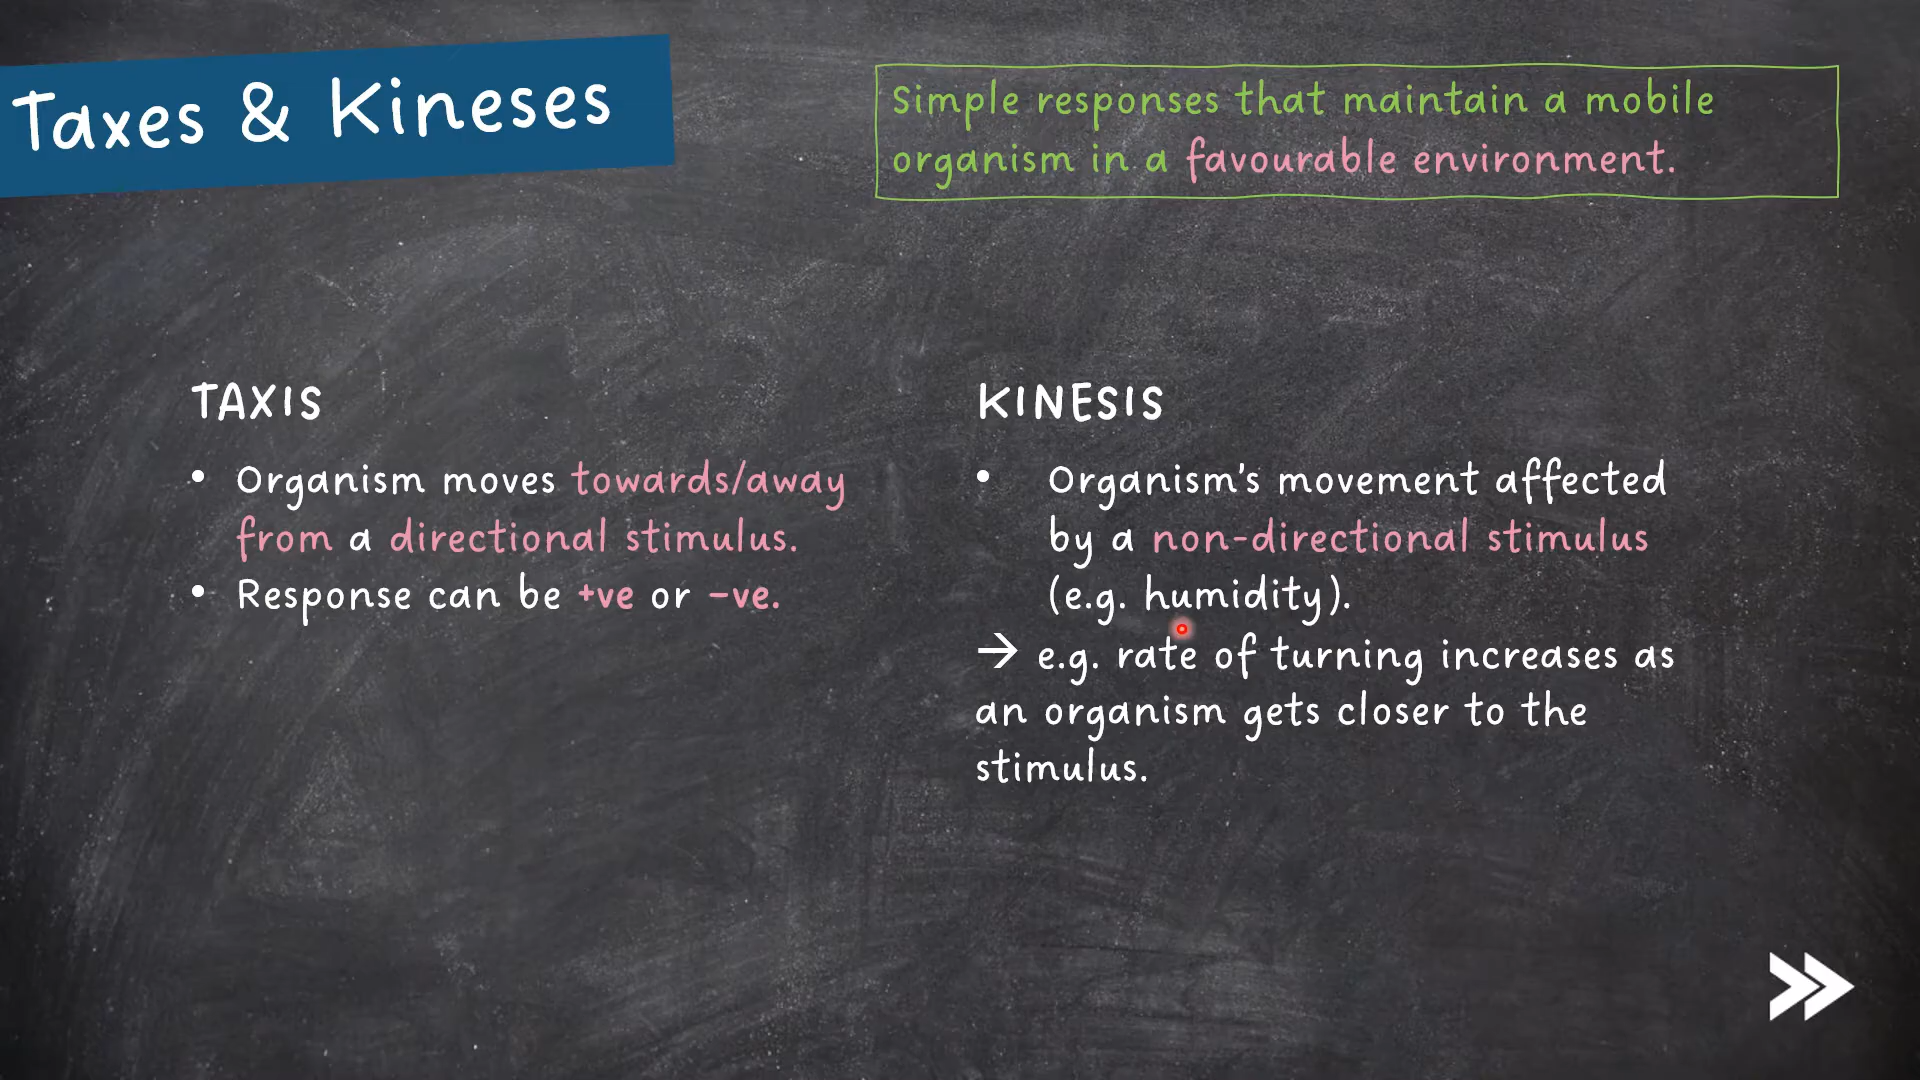 Taxes & Kineses
Simple responses that maintain a mobile
organism in a favourable environment.
TAXIS
• Organism moves towards/away
from a directional stimulus.
• Response can be +ve or –ve.
KINESIS
• Organism's movement affected
by a non-directional stimulus
(e.g. humidity).
→ e.g. rate of turning increases as
an organism gets closer to the
stimulus.